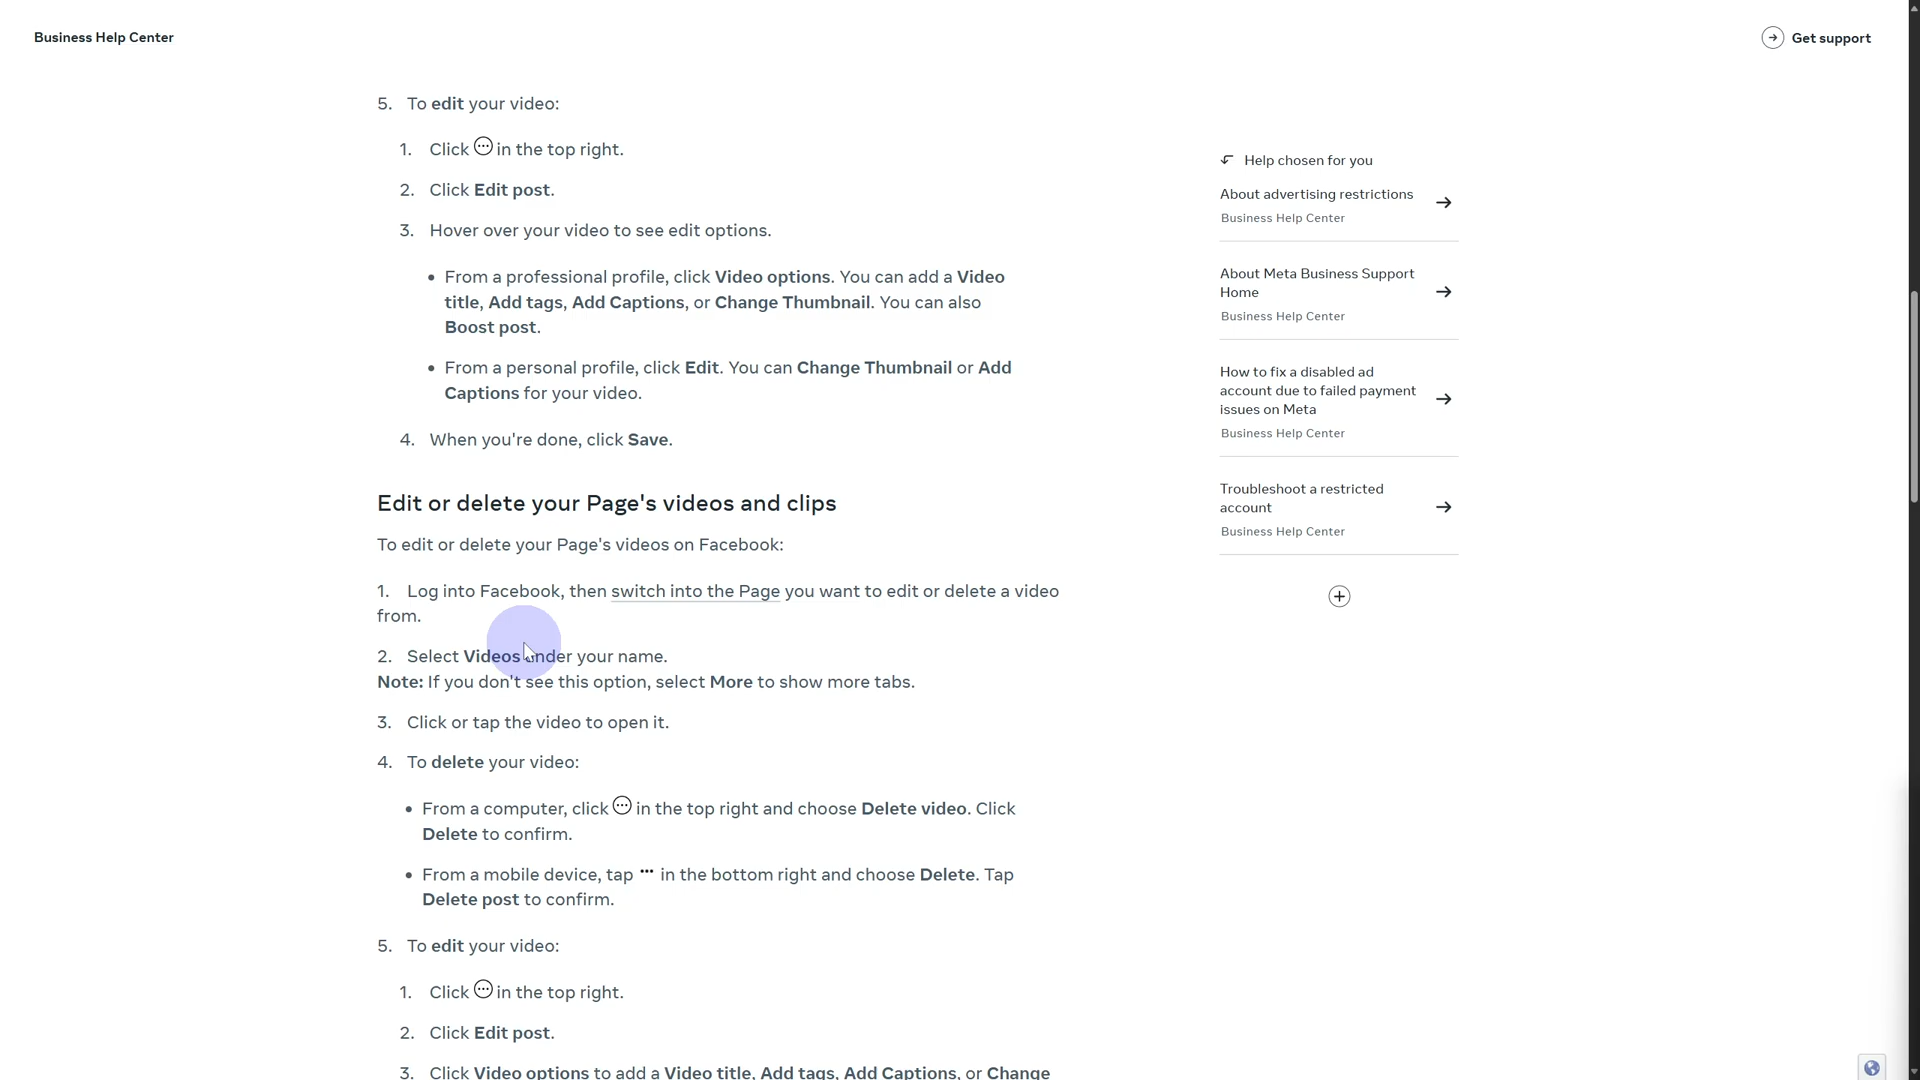 Business Help Center
Get support
5. To edit your video:
1. Click in the top right.
2. Click Edit post.
3. Hover over your video to see edit options.
• From a professional profile, click Video options. You can add a Video
title, Add tags, Add Captions, or Change Thumbnail. You can also
Boost post.
• From a personal profile, click Edit. You can Change Thumbnail or Add
Captions for your video.
4. When you're done, click Save.
Edit or delete your Page's videos and clips
To edit or delete your Page's videos on Facebook:
1. Log into Facebook, then switch into the Page you want to edit or delete a video
from.
2. Select Videos under your name.
Note: If you don't see this option, select More to show more tabs.
3. Click or tap the video to open it.
4. To delete your video:
• From a computer, click in the top right and choose Delete video. Click
Delete to confirm.
• From a mobile device, tap ••• in the bottom right and choose Delete. Tap
Delete post to confirm.
5. To edit your video:
1. Click in the top right.
2. Click Edit post.
3. Click Video options to add a Video title, Add tags, Add Captions, or Change
Help chosen for you
About advertising restrictions
Business Help Center
About Meta Business Support
Home
Business Help Center
How to fix a disabled ad
account due to failed payment
issues on Meta
Business Help Center
Troubleshoot a restricted
account
Business Help Center